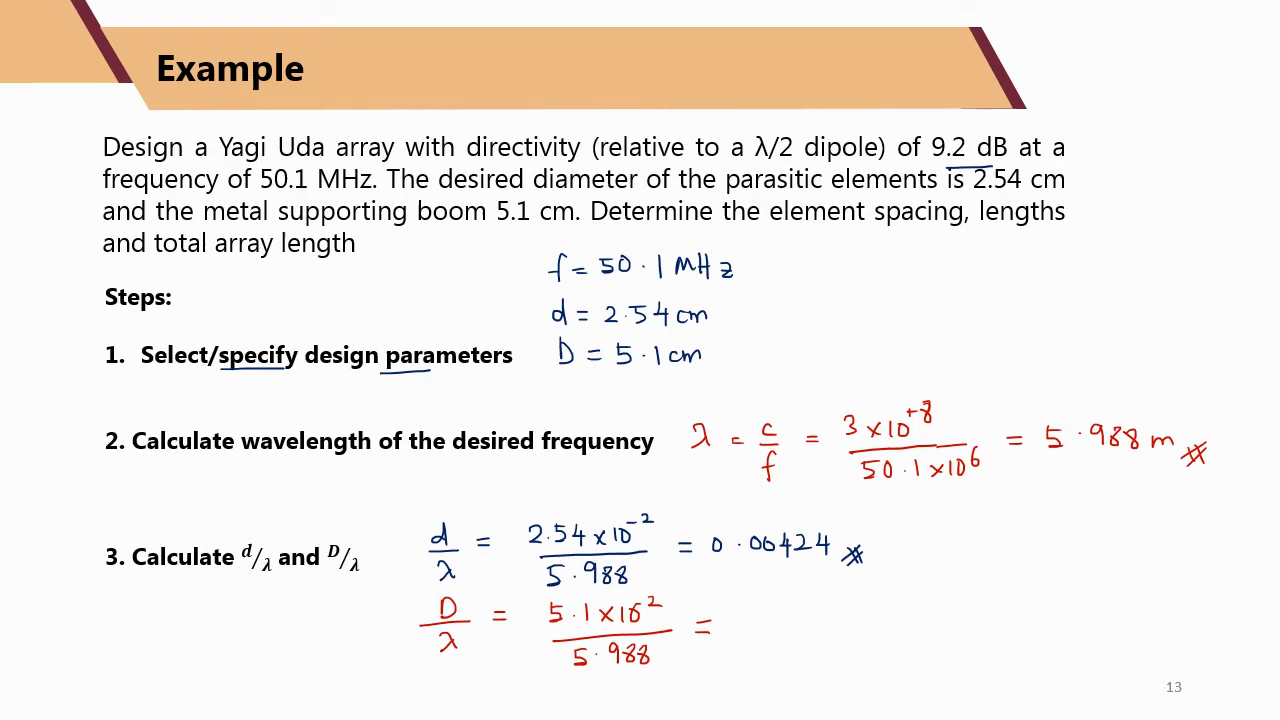 Example
Design a Yagi Uda array with directivity (relative to a λ/2 dipole) of 9.2 dB at a
frequency of 50.1 MHz. The desired diameter of the parasitic elements is 2.54 cm
and the metal supporting boom 5.1 cm. Determine the element spacing, lengths
and total array length
f = 50.1 MHz
Steps:
d = 2.54 cm
1. Select/specify design parameters
D = 5.1 cm
2. Calculate wavelength of the desired frequency
λ = c/f = 3 x 10^+8 / 50.1 x 10^6 = 5.988 m
3. Calculate d/λ and D/λ
d/λ = 2.54 x 10^-2 / 5.988 = 0.00424
D/λ = 5.1 x 10^-2 / 5.988 =
13